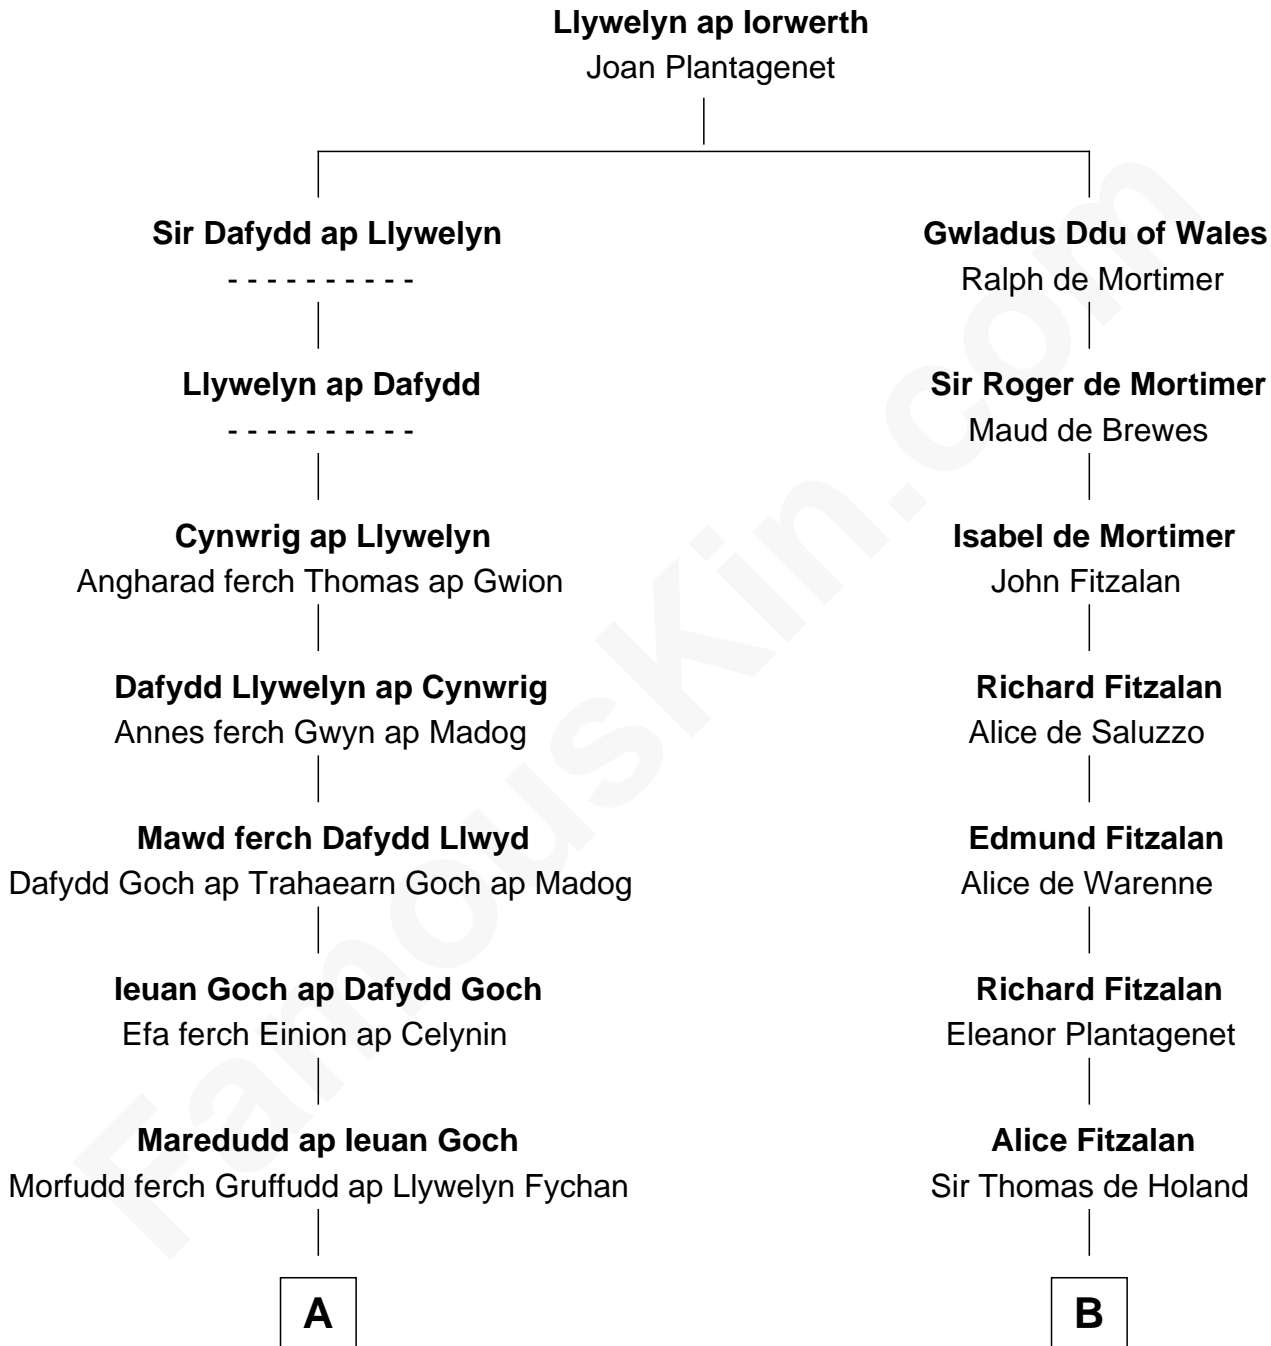 Llywelyn ap Iorwerth
Joan Plantagenet
Sir Dafydd ap Llywelyn
- - - - - - - - - -
Llywelyn ap Dafydd
- - - - - - - - - -
Cynwrig ap Llywelyn
Angharad ferch Thomas ap Gwion
Dafydd Llywelyn ap Cynwrig
Annes ferch Gwyn ap Madog
Mawd ferch Dafydd Llwyd
Dafydd Goch ap Trahaearn Goch ap Madog
Ieuan Goch ap Dafydd Goch
Efa ferch Einion ap Celynin
Maredudd ap Ieuan Goch
Morfudd ferch Gruffudd ap Llywelyn Fychan
A
Gwladus Ddu of Wales
Ralph de Mortimer
Sir Roger de Mortimer
Maud de Brewes
Isabel de Mortimer
John Fitzalan
Richard Fitzalan
Alice de Saluzzo
Edmund Fitzalan
Alice de Warenne
Richard Fitzalan
Eleanor Plantagenet
Alice Fitzalan
Sir Thomas de Holand
B
FamousKin.com